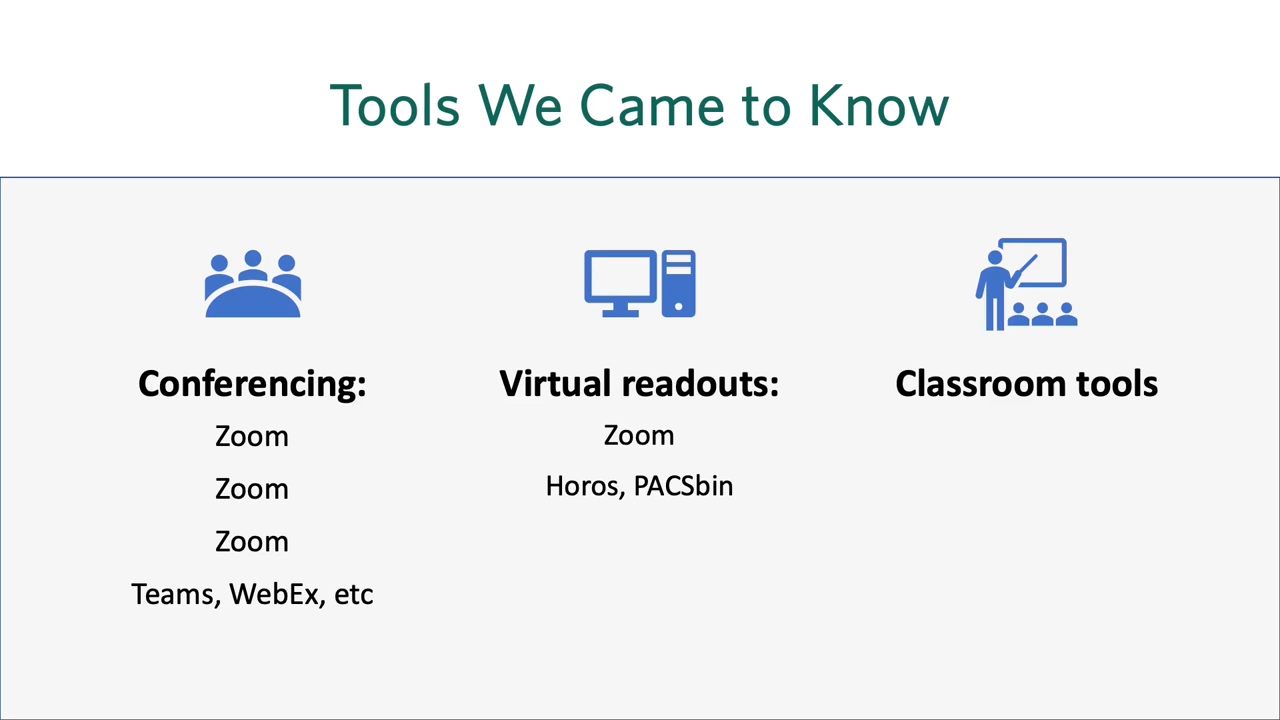 Tools We Came to Know
Conferencing:
Zoom
Zoom
Zoom
Teams, WebEx, etc
Virtual readouts:
Zoom
Horos, PACSbin
Classroom tools